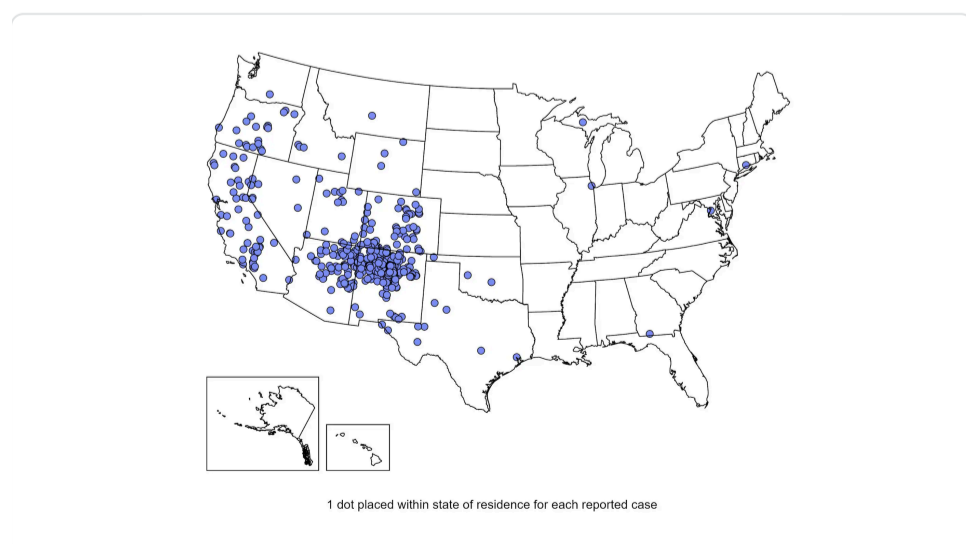 1 dot placed within state of residence for each reported case